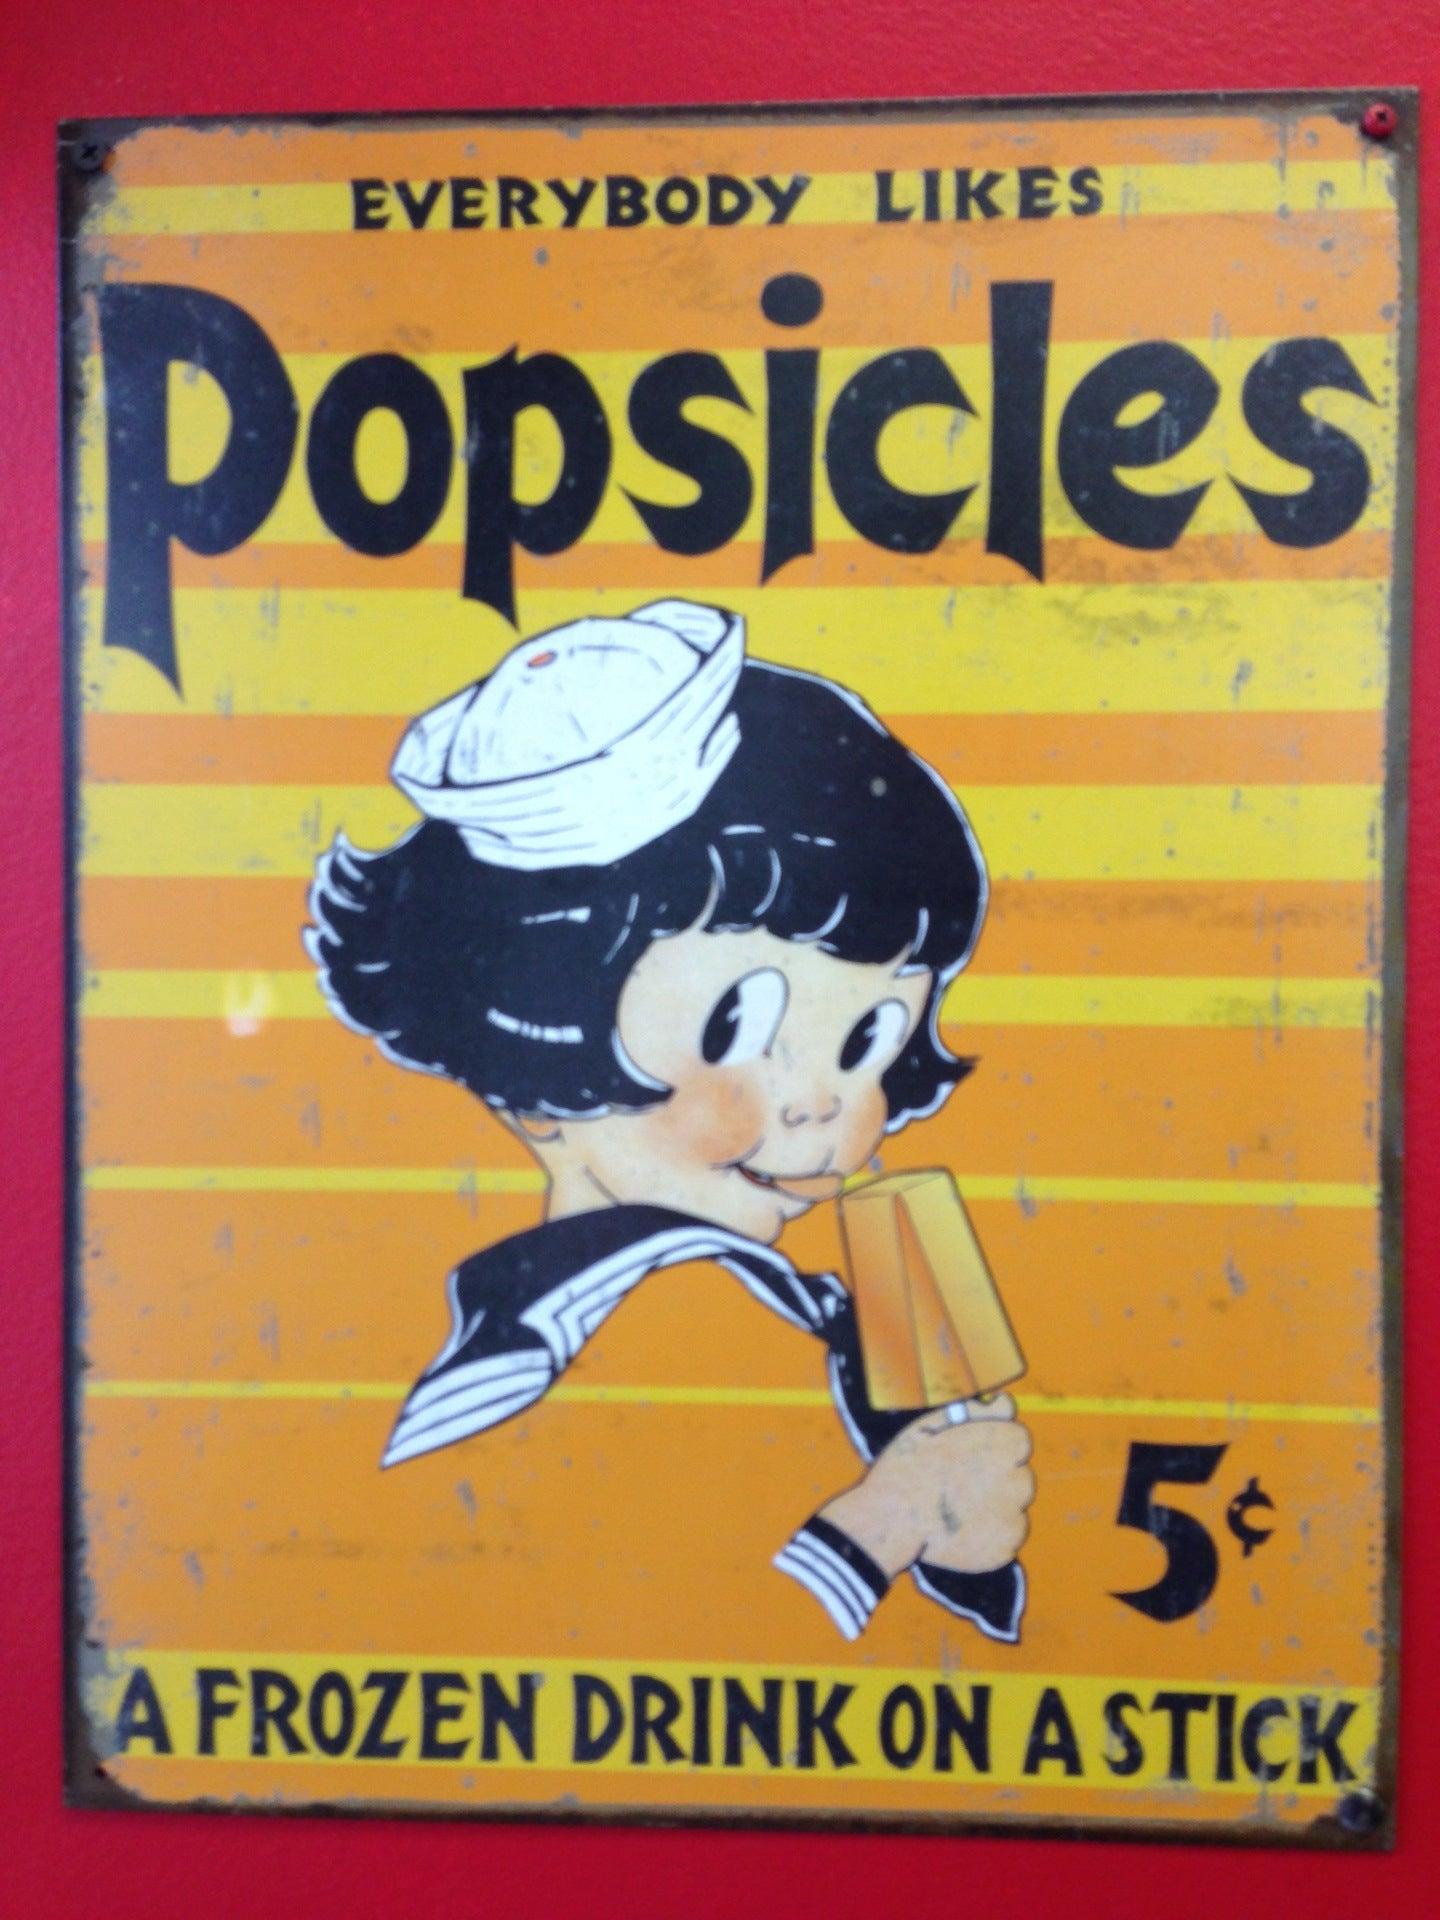 EVERYBODY LIKES
Popsicles
5¢
A FROZEN DRINK ON A STICK